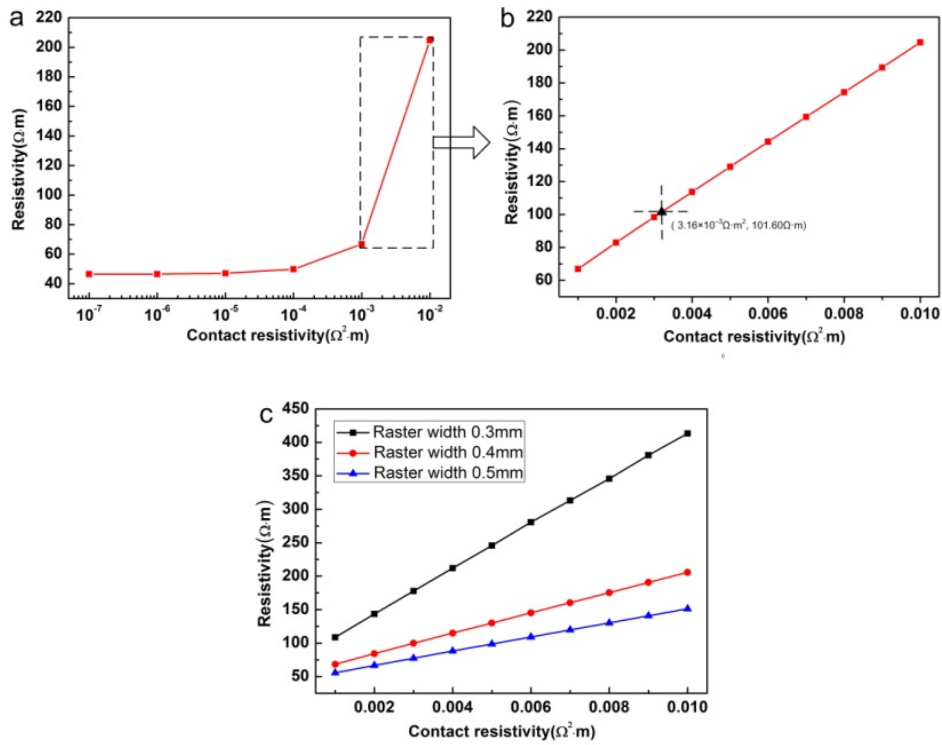 a
Resistivity(Ω·m)
200
180
160
140
120
100
80
60
40
10⁻⁷ 10⁻⁶ 10⁻⁵ 10⁻⁴ 10⁻³ 10⁻²
Contact resistivity(Ω²·m)
b
Resistivity(Ω·m)
220
200
180
160
140
120
100
80
60
( 3.16×10⁻³Ω·m², 101.60Ω·m)
0.002 0.004 0.006 0.008 0.010
Contact resistivity(Ω²·m)
c
Resistivity(Ω·m)
450
400
350
300
250
200
150
100
50
Raster width 0.3mm
Raster width 0.4mm
Raster width 0.5mm
0.002 0.004 0.006 0.008 0.010
Contact resistivity(Ω²·m)